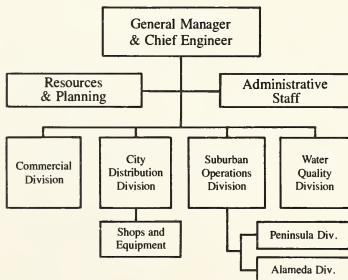 General Manager
& Chief Engineer
Resources
& Planning
Administrative
Staff
Commercial
Division
City
Distribution
Division
Suburban
Operations
Division
Water
Quality
Division
Shops and
Equipment
Peninsula Div.
Alameda Div.